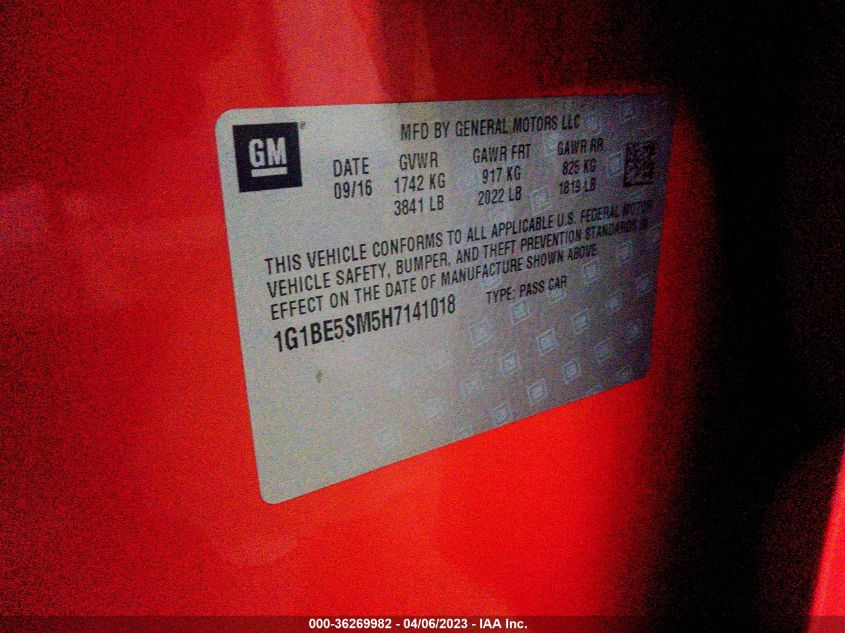 GM
MFD BY GENERAL MOTORS LLC
DATE GVWR GAWR FRT GAWR RR
09/16 1742 KG 917 KG 825 KG
3841 LB 2022 LB 1819 LB
THIS VEHICLE CONFORMS TO ALL APPLICABLE U.S. FEDERAL MOTOR
VEHICLE SAFETY, BUMPER, AND THEFT PREVENTION STANDARDS IN
EFFECT ON THE DATE OF MANUFACTURE SHOWN ABOVE
1G1BE5SM5H7141018 TYPE: PASS CAR
000-36269982 - 04/06/2023 - IAA Inc.